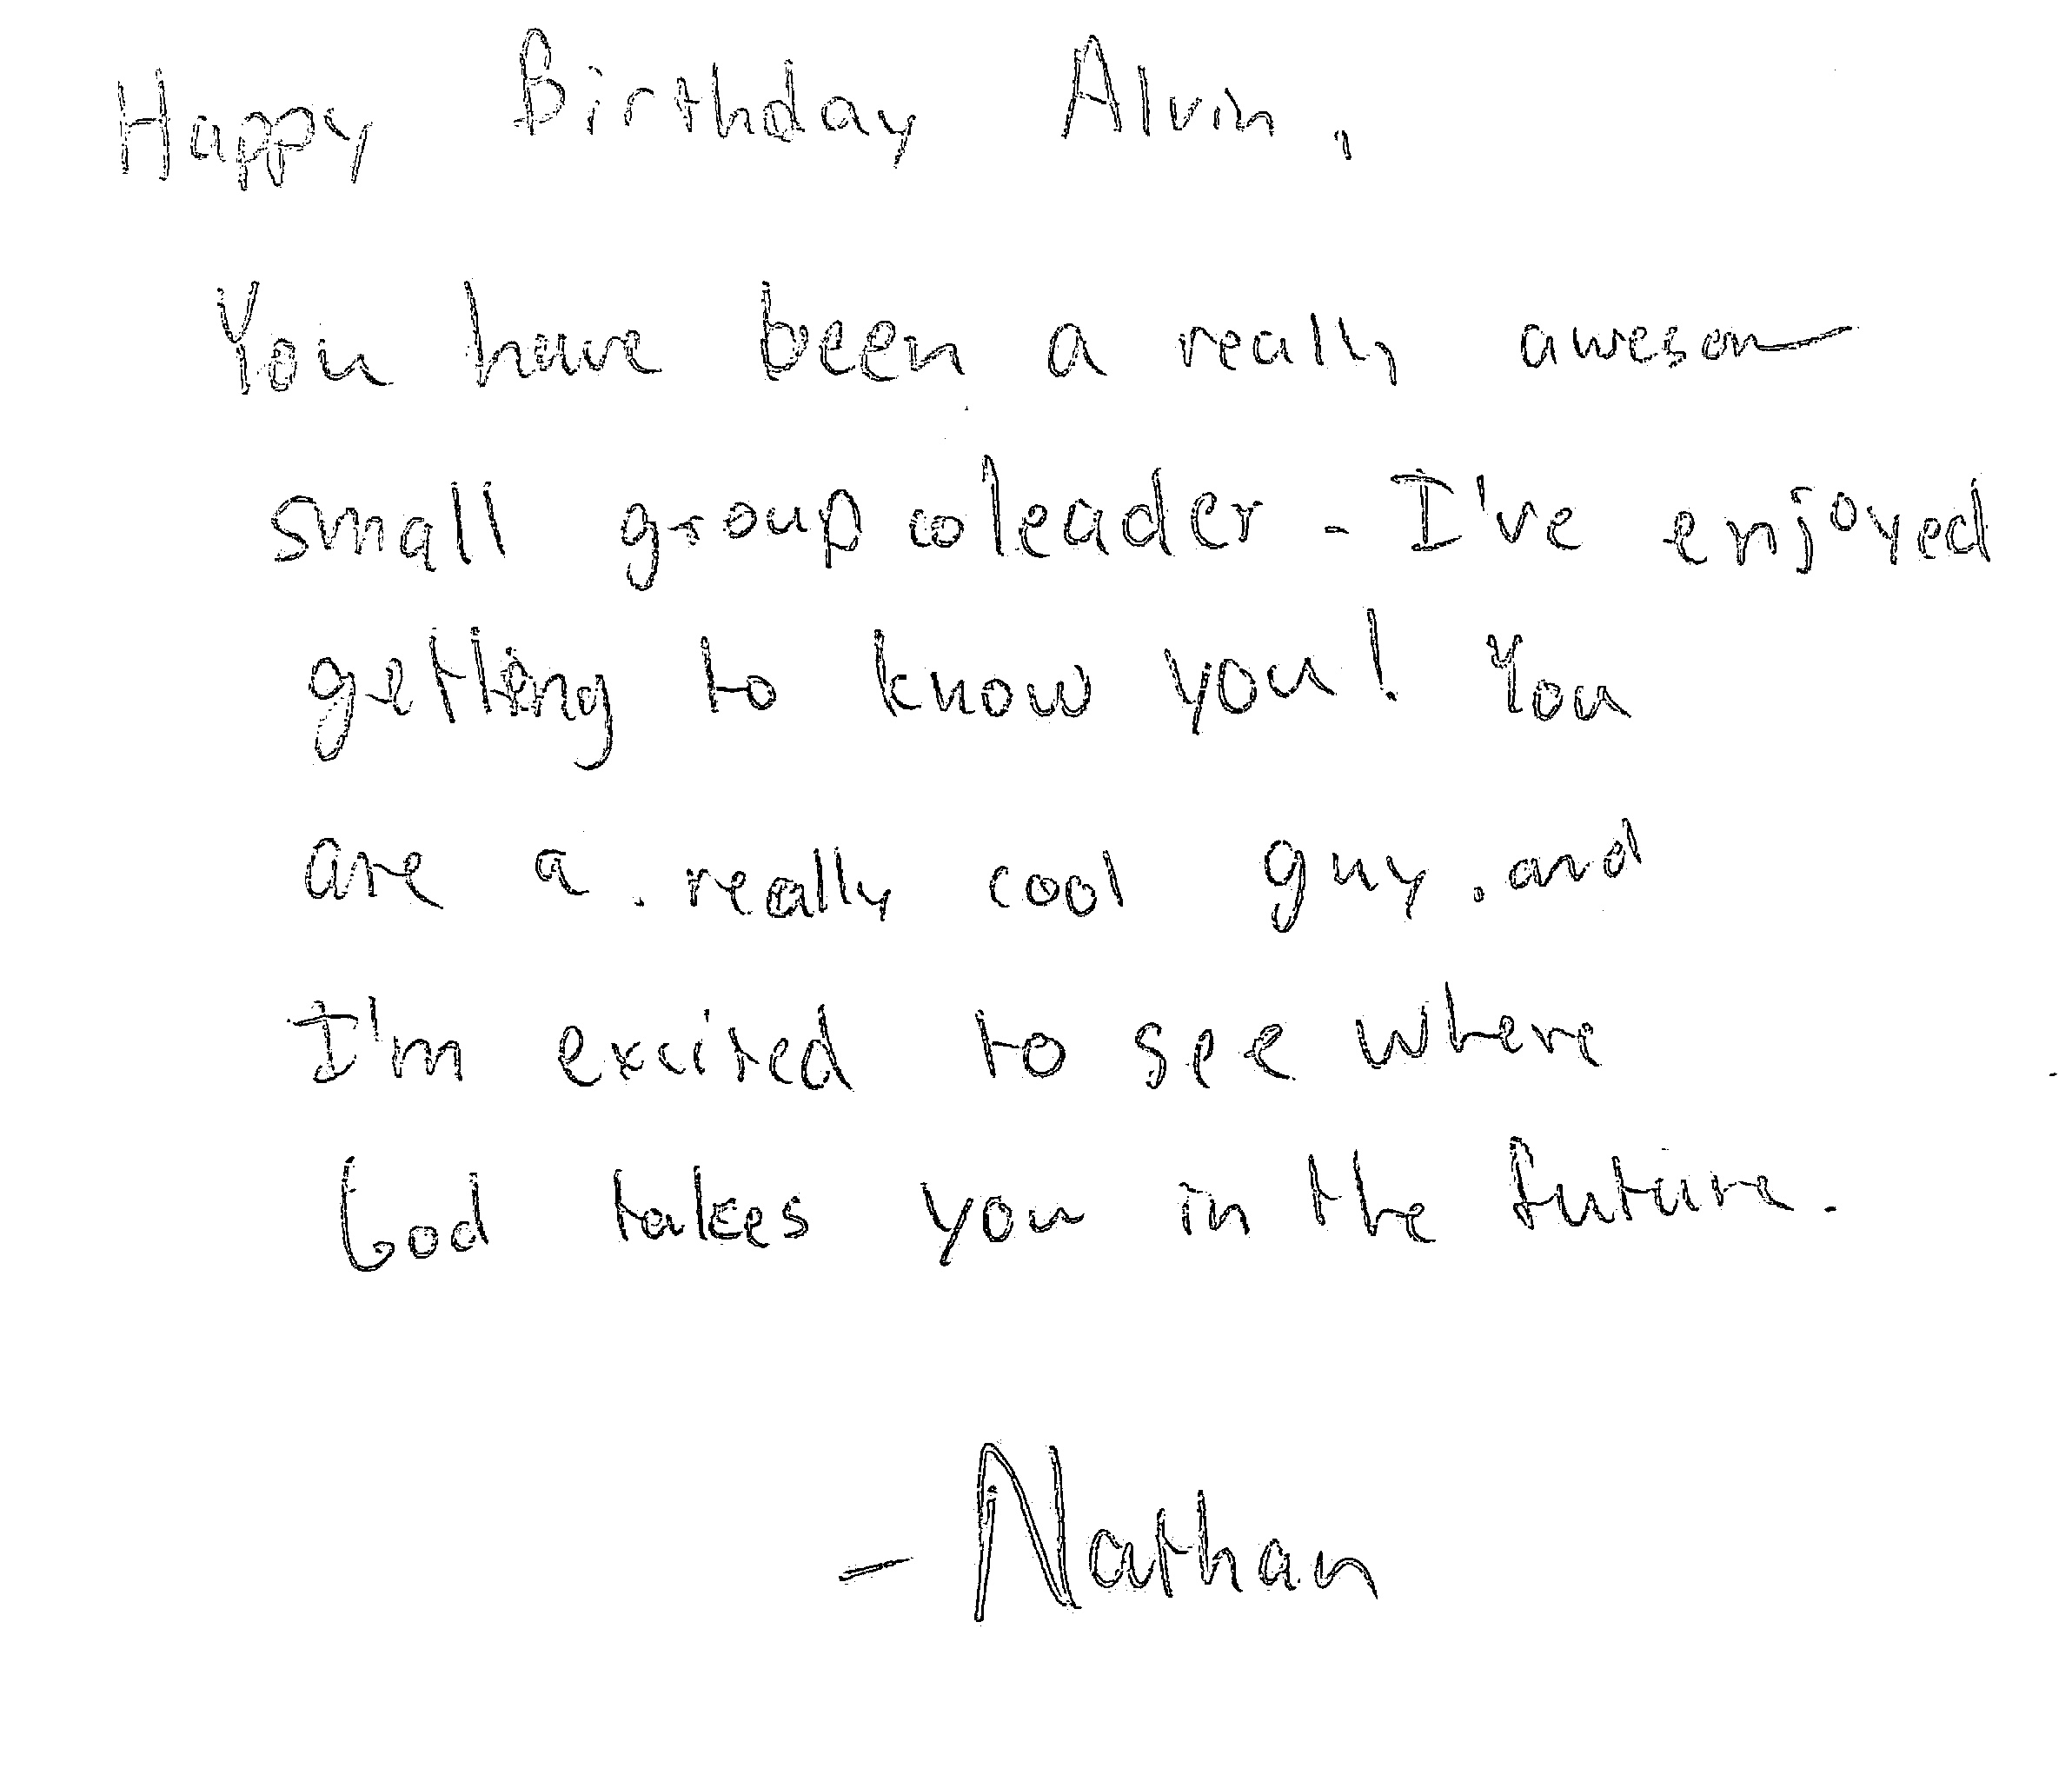 Happy Birthday Alvin,
You have been a really awesom
small group coleader - I've enjoyed
getting to know you! You
are a really cool guy and
I'm excited to see where
God takes you in the future.
- Nathan